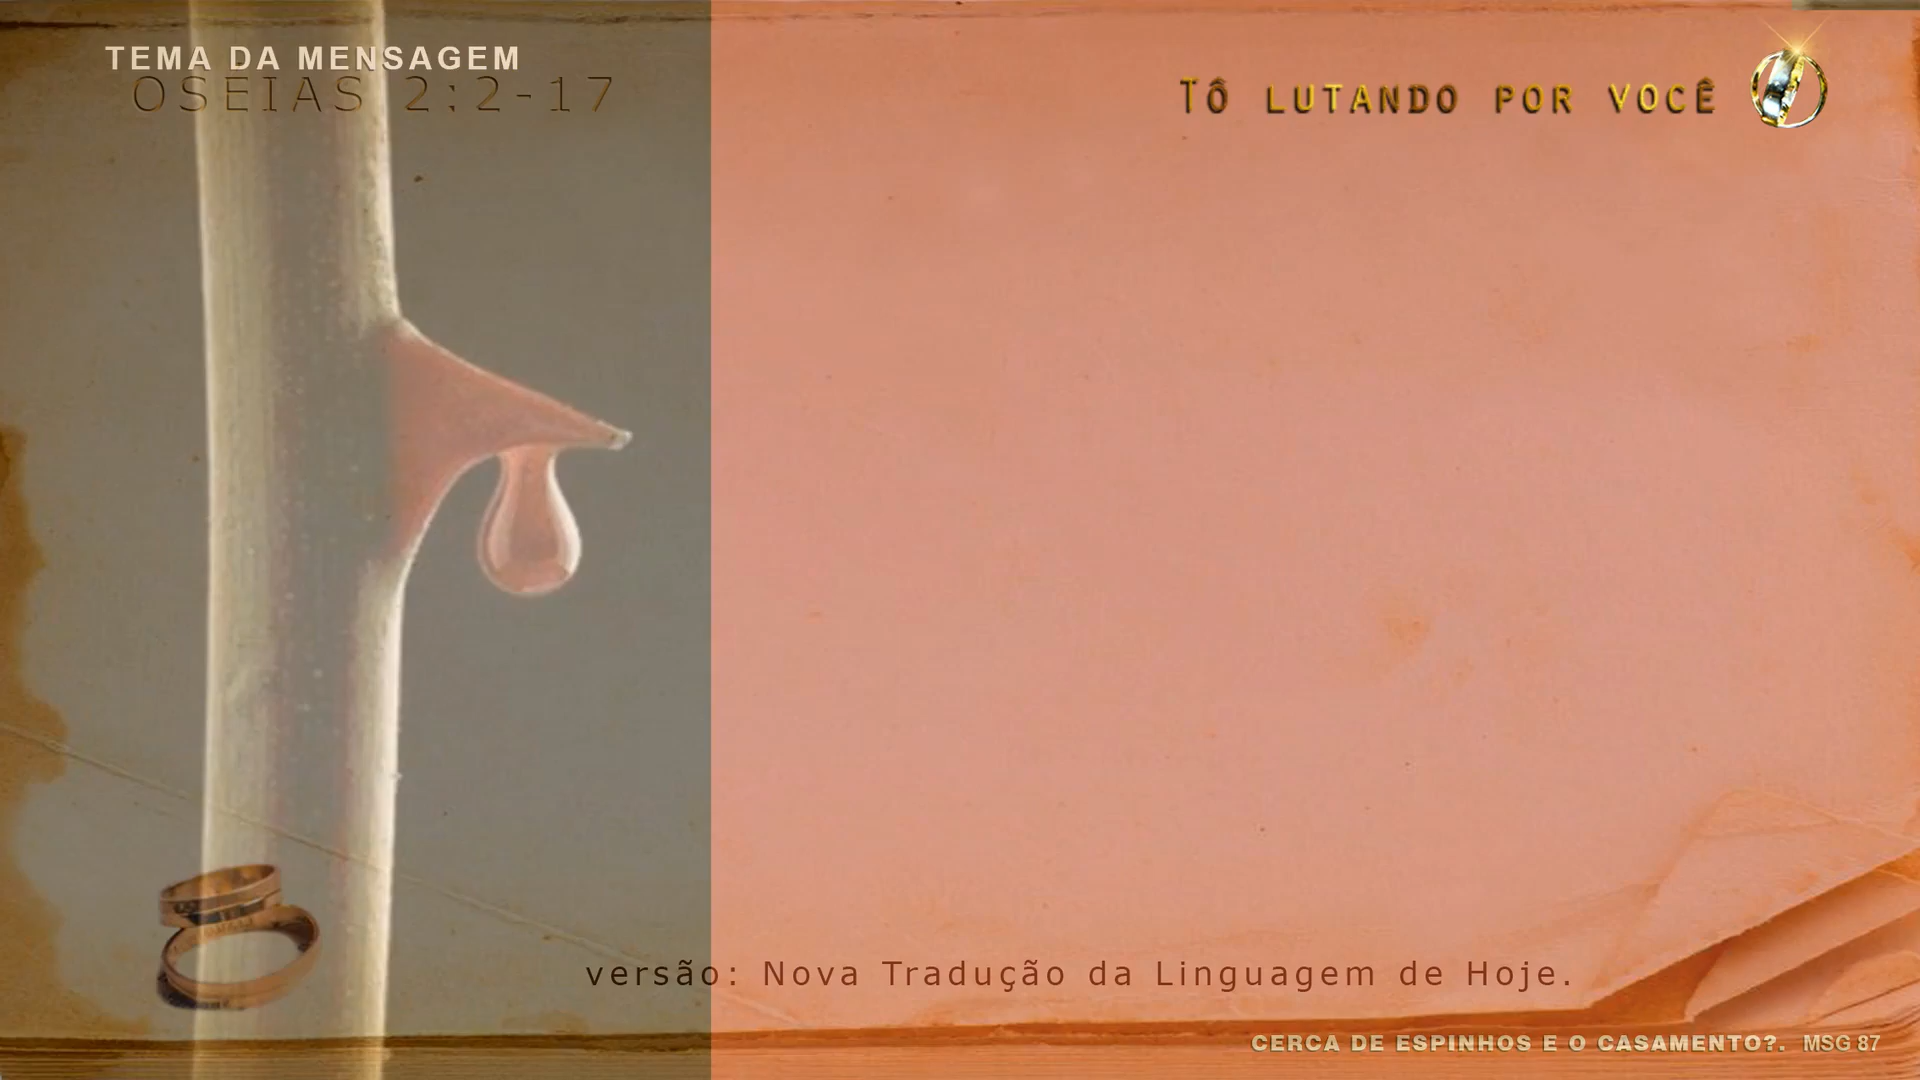 TEMA DA MENSAGEM
OSEIAS 2:2-17
TÔ LUTANDO POR VOCÊ
versão: Nova Tradução da Linguagem de Hoje.
CERCA DE ESPINHOS E O CASAMENTO?. MSG 87